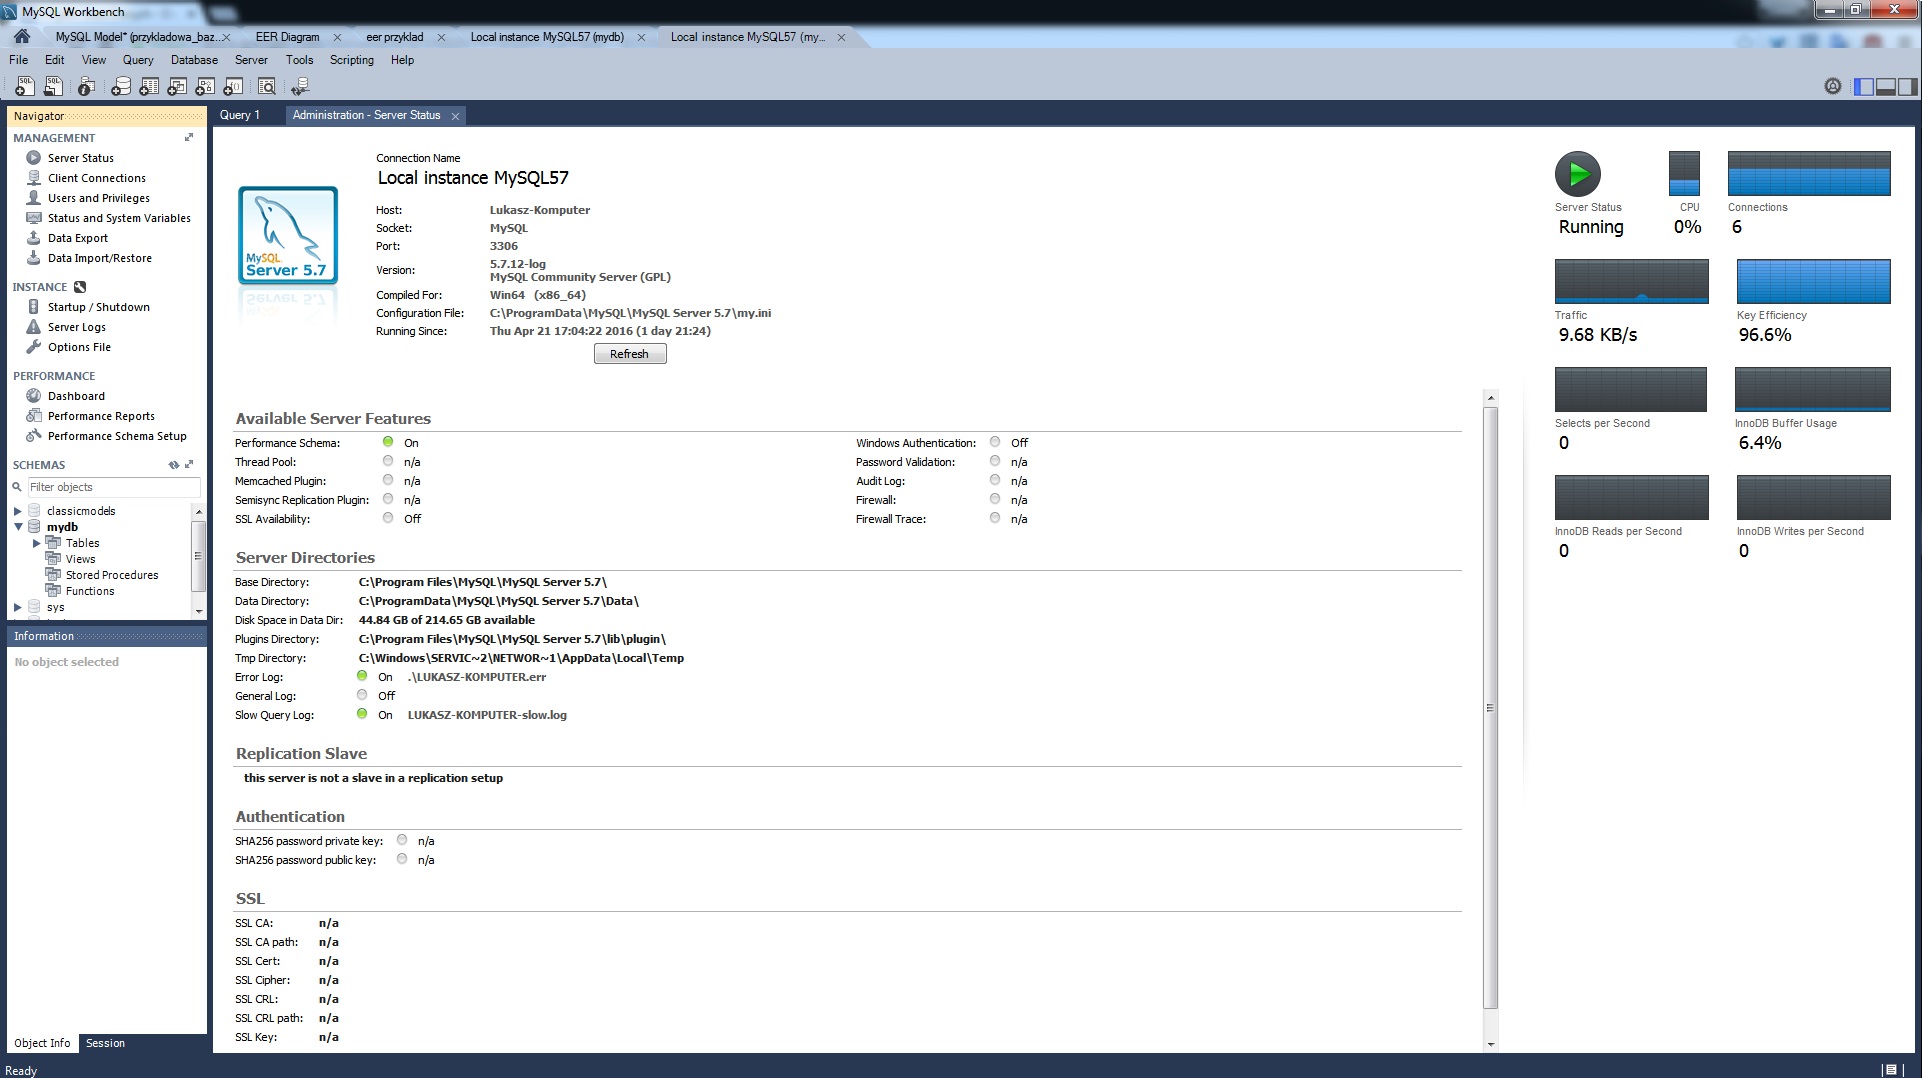 MySQL Workbench
MySQL Model* (przykladowa_baz...
EER Diagram
eer przyklad
Local instance MySQL57 (mydb)
Local instance MySQL57 (my...
File Edit View Query Database Server Tools Scripting Help
Navigator
MANAGEMENT
Server Status
Client Connections
Users and Privileges
Status and System Variables
Data Export
Data Import/Restore
INSTANCE
Startup / Shutdown
Server Logs
Options File
PERFORMANCE
Dashboard
Performance Reports
Performance Schema Setup
SCHEMAS
Filter objects
classicmodels
mydb
Tables
Views
Stored Procedures
Functions
sys
Information
No object selected
Object Info Session
Ready
Query 1
Administration - Server Status
MySQL
Server 5.7
Connection Name
Local instance MySQL57
Host: Lukasz-Komputer
Socket: MySQL
Port: 3306
Version: 5.7.12-log
MySQL Community Server (GPL)
Compiled For: Win64 (x86_64)
Configuration File: C:\ProgramData\MySQL\MySQL Server 5.7\my.ini
Running Since: Thu Apr 21 17:04:22 2016 (1 day 21:24)
Refresh
Available Server Features
Performance Schema: On
Thread Pool: n/a
Memcached Plugin: n/a
Semisync Replication Plugin: n/a
SSL Availability: Off
Windows Authentication: Off
Password Validation: n/a
Audit Log: n/a
Firewall: n/a
Firewall Trace: n/a
Server Directories
Base Directory: C:\Program Files\MySQL\MySQL Server 5.7\
Data Directory: C:\ProgramData\MySQL\MySQL Server 5.7\Data\
Disk Space in Data Dir: 44.84 GB of 214.65 GB available
Plugins Directory: C:\Program Files\MySQL\MySQL Server 5.7\lib\plugin\
Tmp Directory: C:\Windows\SERVIC~2\NETWOR~1\AppData\Local\Temp
Error Log: On .\LUKASZ-KOMPUTER.err
General Log: Off
Slow Query Log: On LUKASZ-KOMPUTER-slow.log
Replication Slave
this server is not a slave in a replication setup
Authentication
SHA256 password private key: n/a
SHA256 password public key: n/a
SSL
SSL CA: n/a
SSL CA path: n/a
SSL Cert: n/a
SSL Cipher: n/a
SSL CRL: n/a
SSL CRL path: n/a
SSL Key: n/a
Server Status
Running
CPU
0%
Connections
6
Traffic
9.68 KB/s
Key Efficiency
96.6%
Selects per Second
0
InnoDB Buffer Usage
6.4%
InnoDB Reads per Second
0
InnoDB Writes per Second
0